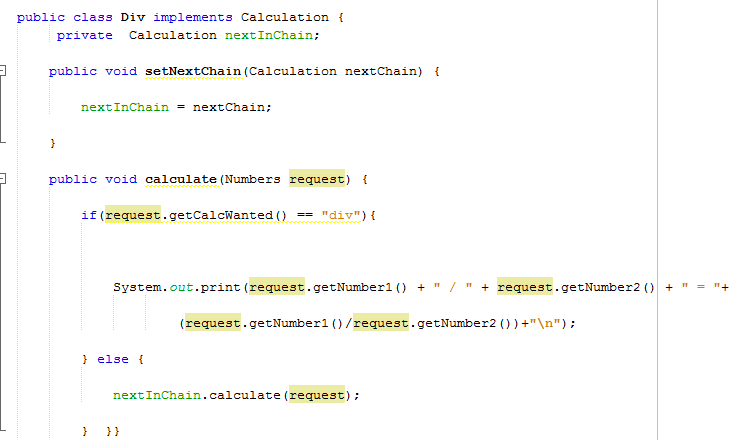 public class Div implements Calculation {
private  Calculation nextInChain;
public void setNextChain(Calculation nextChain) {
nextInChain = nextChain;
}
public void calculate(Numbers request) {
if(request.getCalcWanted() == "div"){
System.out.print(request.getNumber1() + " / " + request.getNumber2() + " = "+
(request.getNumber1()/request.getNumber2())+"\n");
} else {
nextInChain.calculate(request);
}  }}